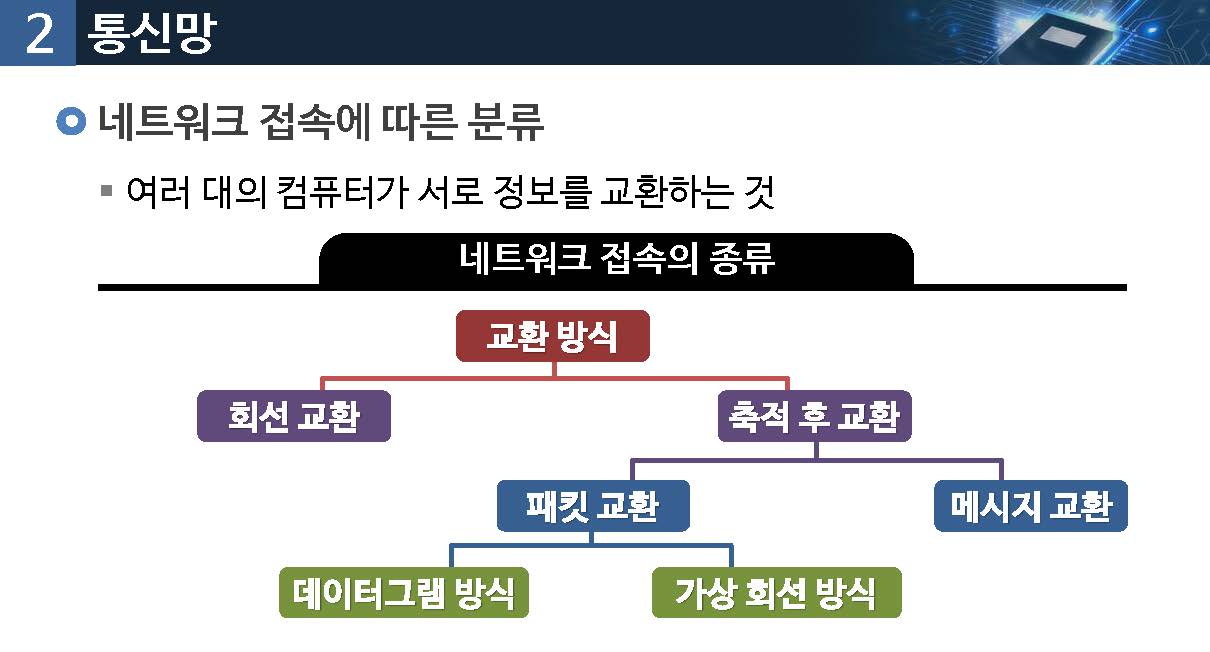 2 통신망
네트워크 접속에 따른 분류
여러 대의 컴퓨터가 서로 정보를 교환하는 것
네트워크 접속의 종류
교환 방식
회선 교환
축적 후 교환
패킷 교환
메시지 교환
데이터그램 방식
가상 회선 방식